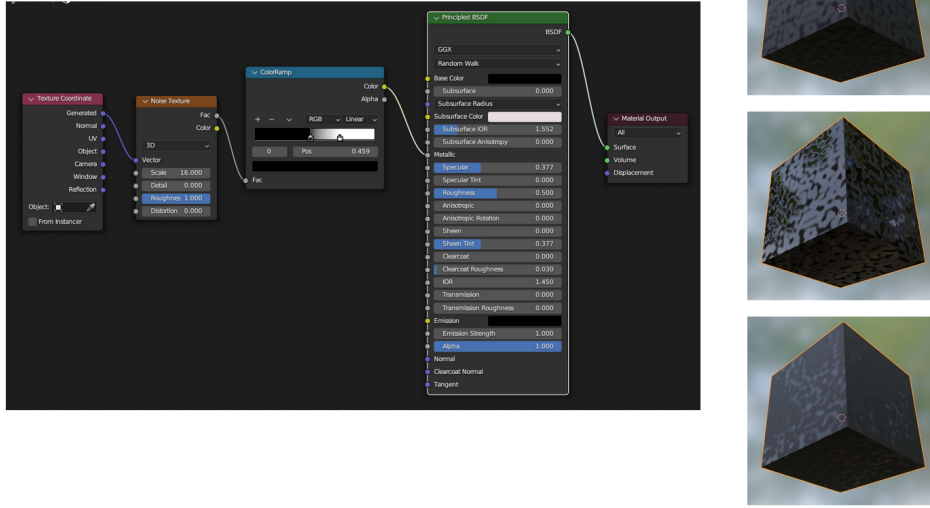 Principled BSDF
BSDF
GGX
Random Walk
Base Color
Subsurface 0.000
Subsurface Radius
Subsurface Color
Subsurface IOR 1.552
Subsurface Anisotropy 0.000
Metallic
Specular 0.377
Specular Tint 0.000
Roughness 0.500
Anisotropic 0.000
Anisotropic Rotation 0.000
Sheen 0.000
Sheen Tint 0.377
Clearcoat 0.000
Clearcoat Roughness 0.030
IOR 1.450
Transmission 0.000
Transmission Roughness 0.000
Emission
Emission Strength 1.000
Alpha 1.000
Normal
Clearcoat Normal
Tangent
ColorRamp
Color
Alpha
+ − RGB Linear
0 Pos 0.459
Fac
Texture Coordinate
Generated
Normal
UV
Object
Camera
Window
Reflection
Object:
From Instancer
Noise Texture
Fac
Color
3D
Vector
Scale 16.000
Detail 0.000
Roughnes 1.000
Distortion 0.000
Material Output
All
Surface
Volume
Displacement